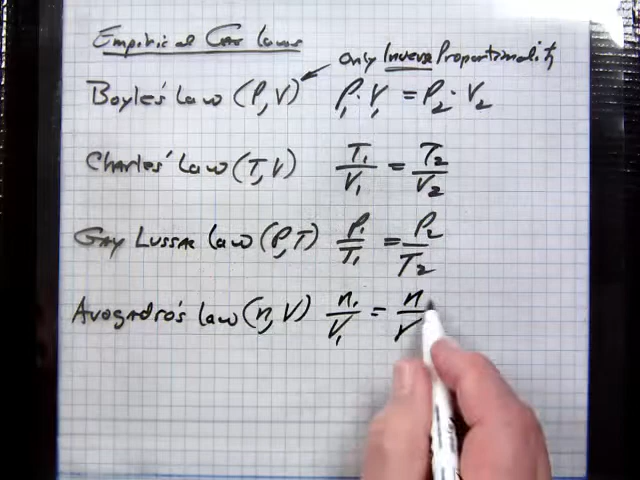 Empirical Gas Laws
only Inverse Proportionality
Boyle's Law (P, V) P₁·V₁ = P₂·V₂
Charles' Law (T, V) T₁/V₁ = T₂/V₂
Gay Lussac law (P, T) P₁/T₁ = P₂/T₂
Avogadro's law (n, V) n₁/V₁ = n/V